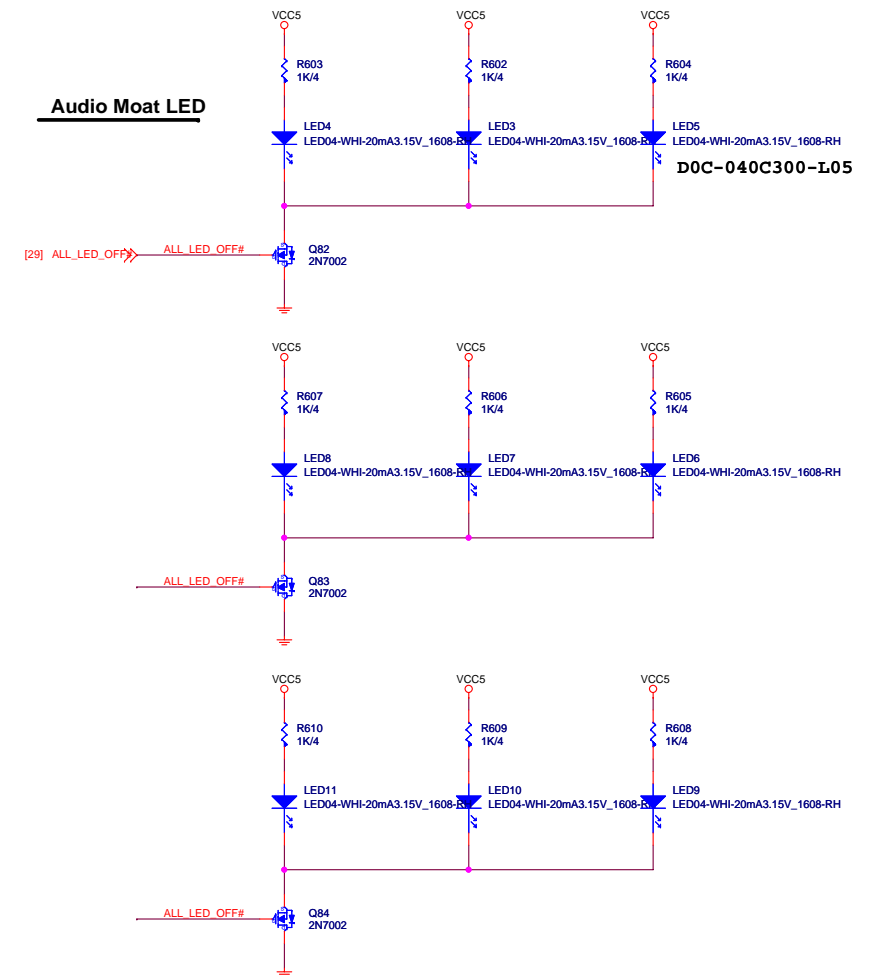 VCC5 VCC5 VCC5
R603 R602 R604
1K/4 1K/4 1K/4
Audio Moat LED
LED4 LED3 LED5
LED04-WHI-20mA3.15V_1608-RH LED04-WHI-20mA3.15V_1608-RH LED04-WHI-20mA3.15V_1608-RH
D0C-040C300-L05
[29] ALL_LED_OFF# ALL_LED_OFF# Q82
2N7002
VCC5 VCC5 VCC5
R607 R606 R605
1K/4 1K/4 1K/4
LED8 LED7 LED6
LED04-WHI-20mA3.15V_1608-RH LED04-WHI-20mA3.15V_1608-RH LED04-WHI-20mA3.15V_1608-RH
ALL_LED_OFF# Q83
2N7002
VCC5 VCC5 VCC5
R610 R609 R608
1K/4 1K/4 1K/4
LED11 LED10 LED9
LED04-WHI-20mA3.15V_1608-RH LED04-WHI-20mA3.15V_1608-RH LED04-WHI-20mA3.15V_1608-RH
ALL_LED_OFF# Q84
2N7002